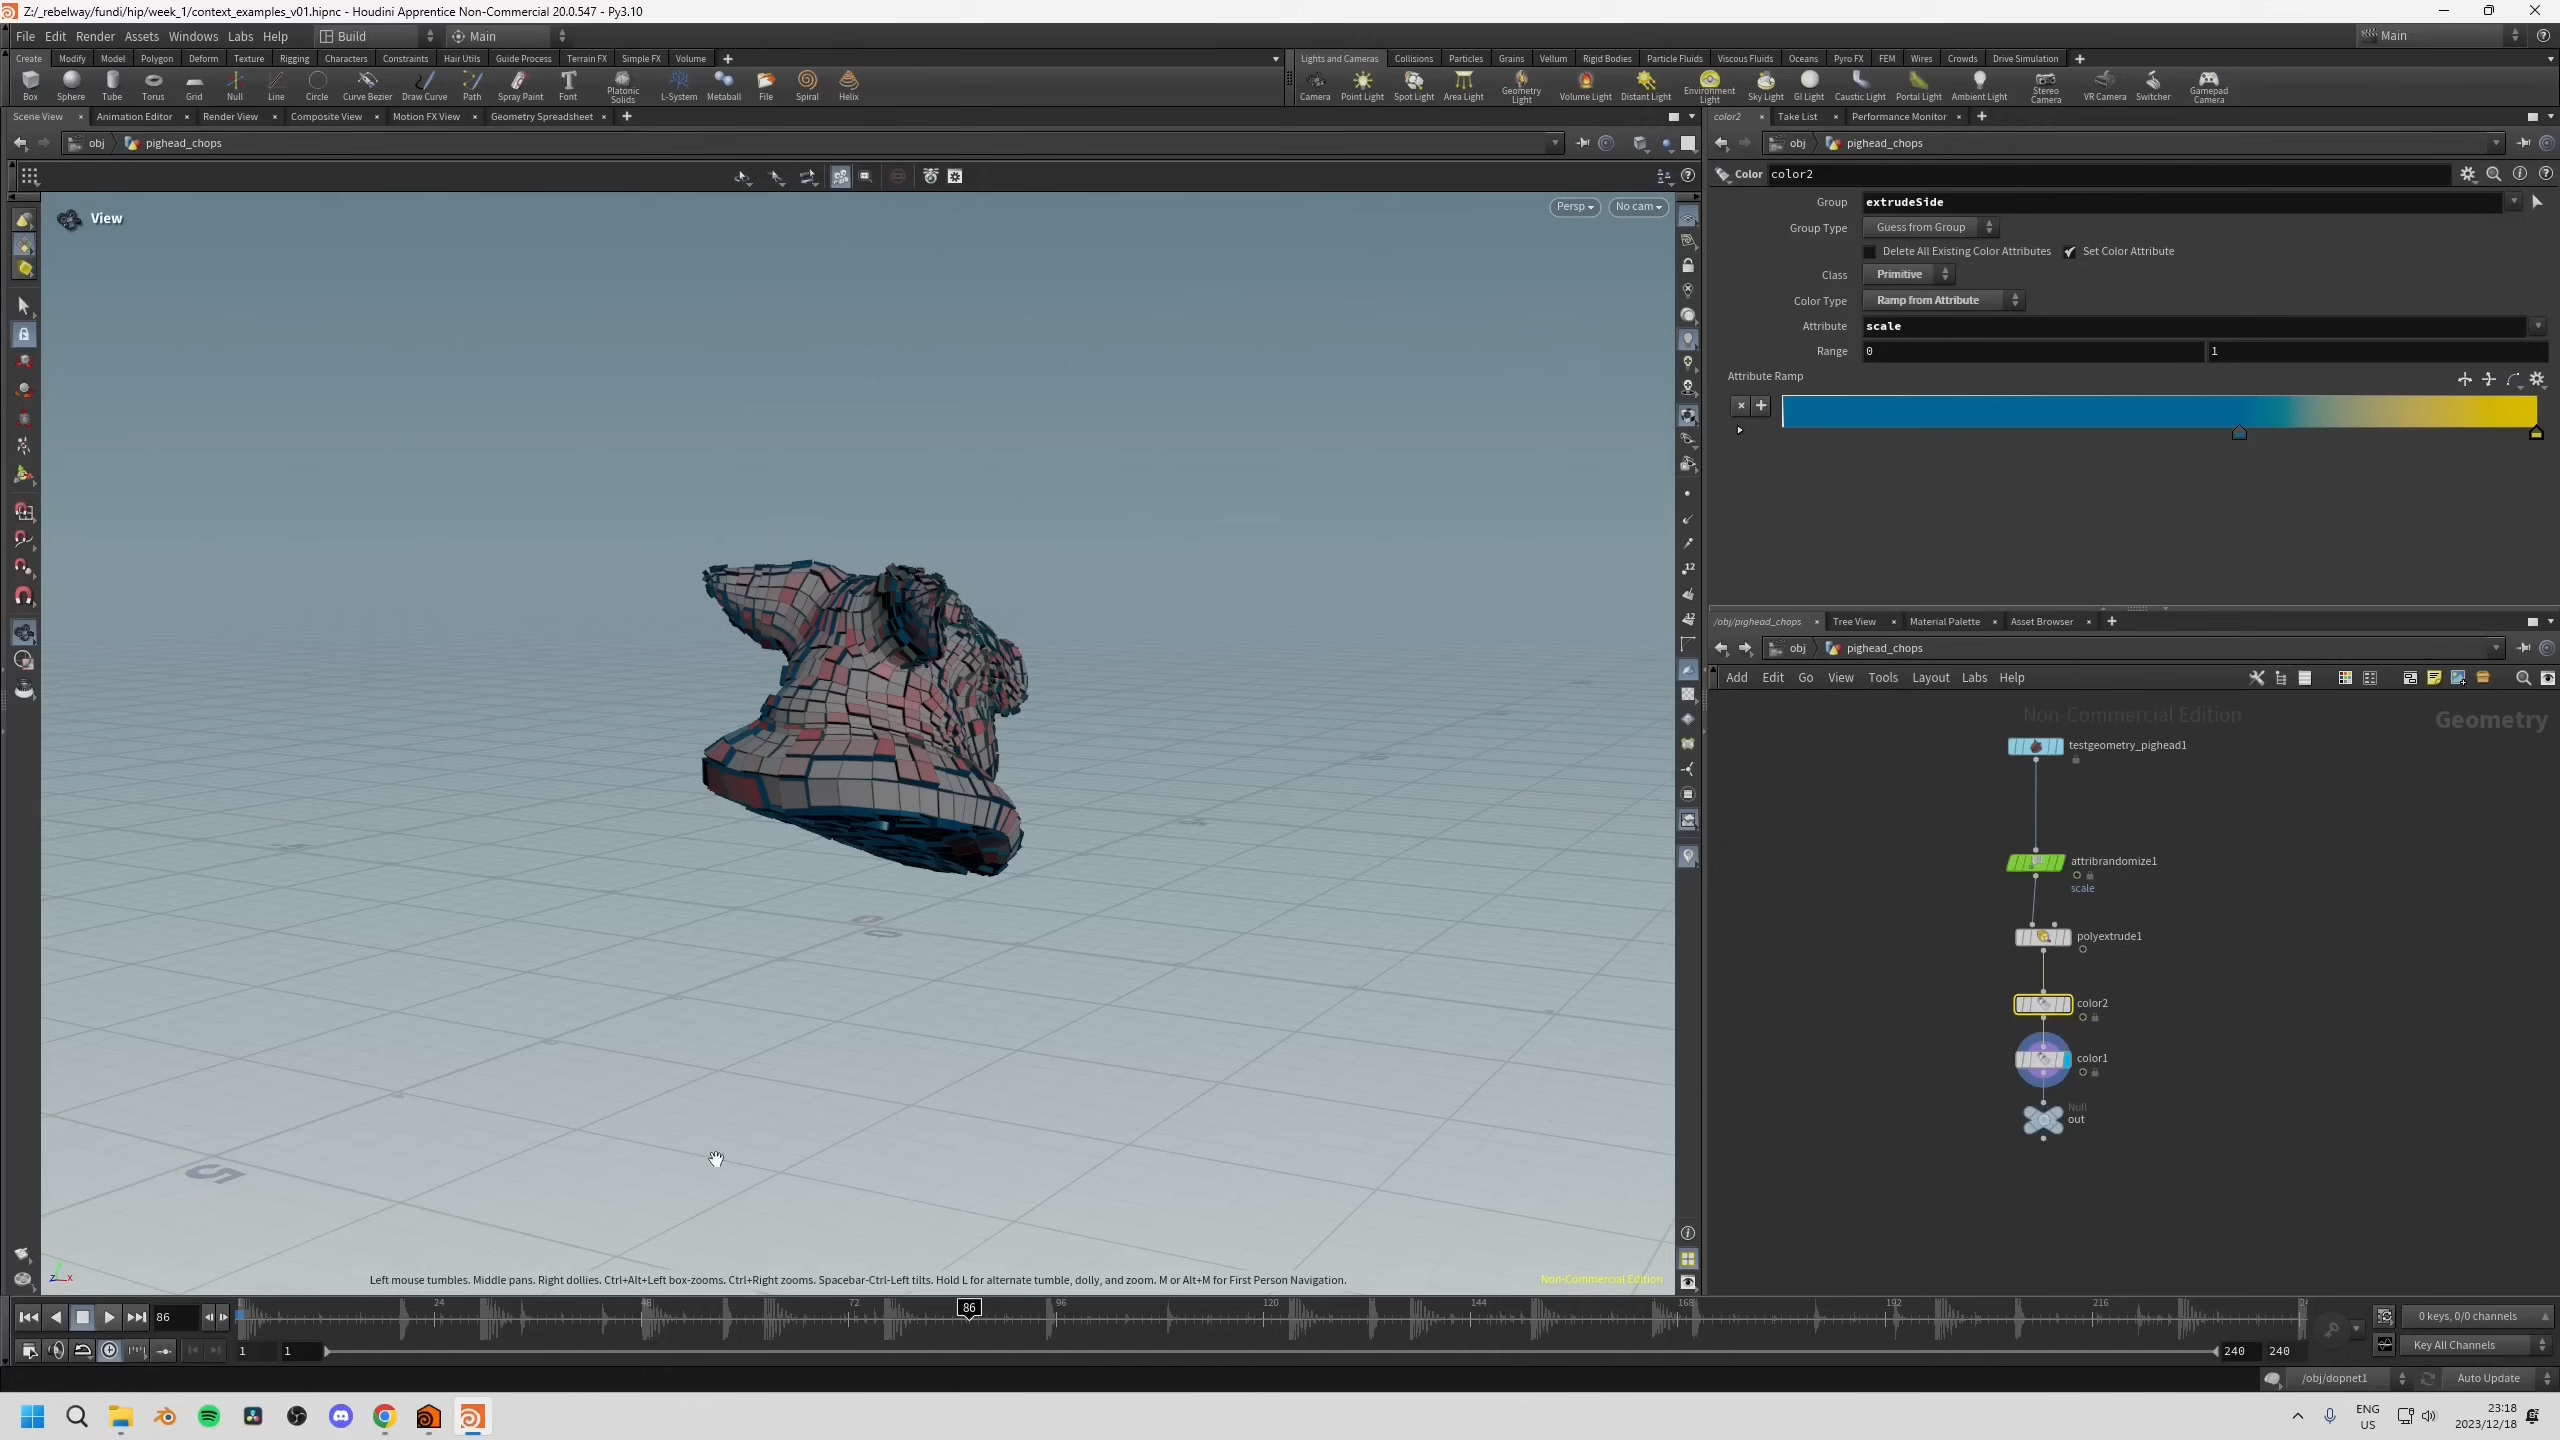 Z:/_rebelway/fundi/hip/week_1/context_examples_v01.hipnc - Houdini Apprentice Non-Commercial 20.0.547 - Py3.10
File Edit Render Assets Windows Labs Help Build Main Main
Create Modify Model Polygon Deform Texture Rigging Characters Constraints Hair Utils Guide Process Terrain FX Simple FX Volume
Lights and Cameras Collisions Particles Grains Vellum Rigid Bodies Particle Fluids Viscous Fluids Oceans Pyro FX FEM Wires Crowds Drive Simulation
Box Sphere Tube Torus Grid Null Line Circle Curve Bezier Draw Curve Path Spray Paint Font Platonic Solids L-System Metaball File Spiral Helix
Camera Point Light Spot Light Area Light Geometry Light Volume Light Distant Light Environment Light Sky Light GI Light Caustic Light Portal Light Ambient Light Stereo Camera VR Camera Switcher Gamepad Camera
Scene View Animation Editor Render View Composite View Motion FX View Geometry Spreadsheet
color2 Take List Performance Monitor
obj pighead_chops
obj pighead_chops
View
Persp No cam
Color color2
Group extrudeSide
Group Type Guess from Group
Delete All Existing Color Attributes Set Color Attribute
Class Primitive
Color Type Ramp from Attribute
Attribute scale
Range 0 1
Attribute Ramp
/obj/pighead_chops Tree View Material Palette Asset Browser
obj pighead_chops
Add Edit Go View Tools Layout Labs Help
Non-Commercial Edition
Geometry
testgeometry_pighead1
attribrandomize1
scale
polyextrude1
color2
color1
Null
out
5
Left mouse tumbles. Middle pans. Right dollies. Ctrl+Alt+Left box-zooms. Ctrl+Right zooms. Spacebar-Ctrl-Left tilts. Hold L for alternate tumble, dolly, and zoom. M or Alt+M for First Person Navigation.
Non-Commercial Edition
z x
86 24 48 72 86 96 120 144 168 192 216
0 keys, 0/0 channels
1 1 240 240
Key All Channels
/obj/dopnet1 Auto Update
ENG
US
23:18
2023/12/18